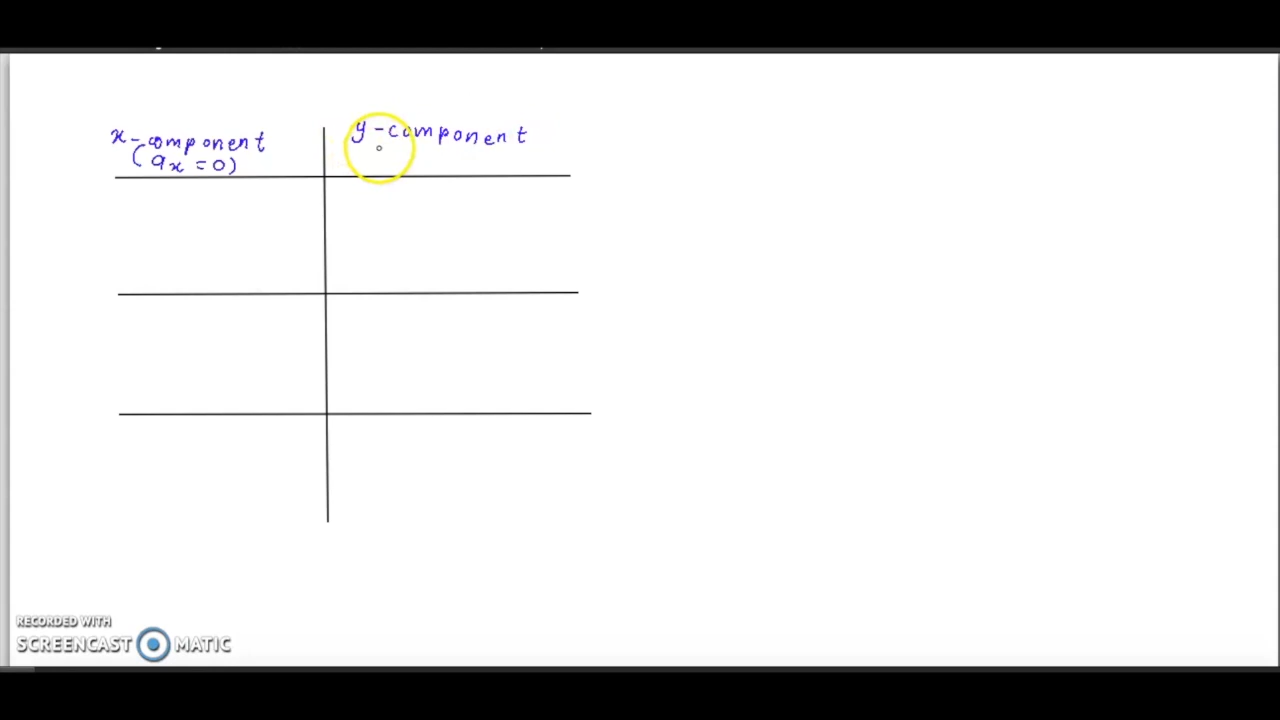 x-component
(ax = 0)
y-component
RECORDED WITH
SCREENCAST MATIC